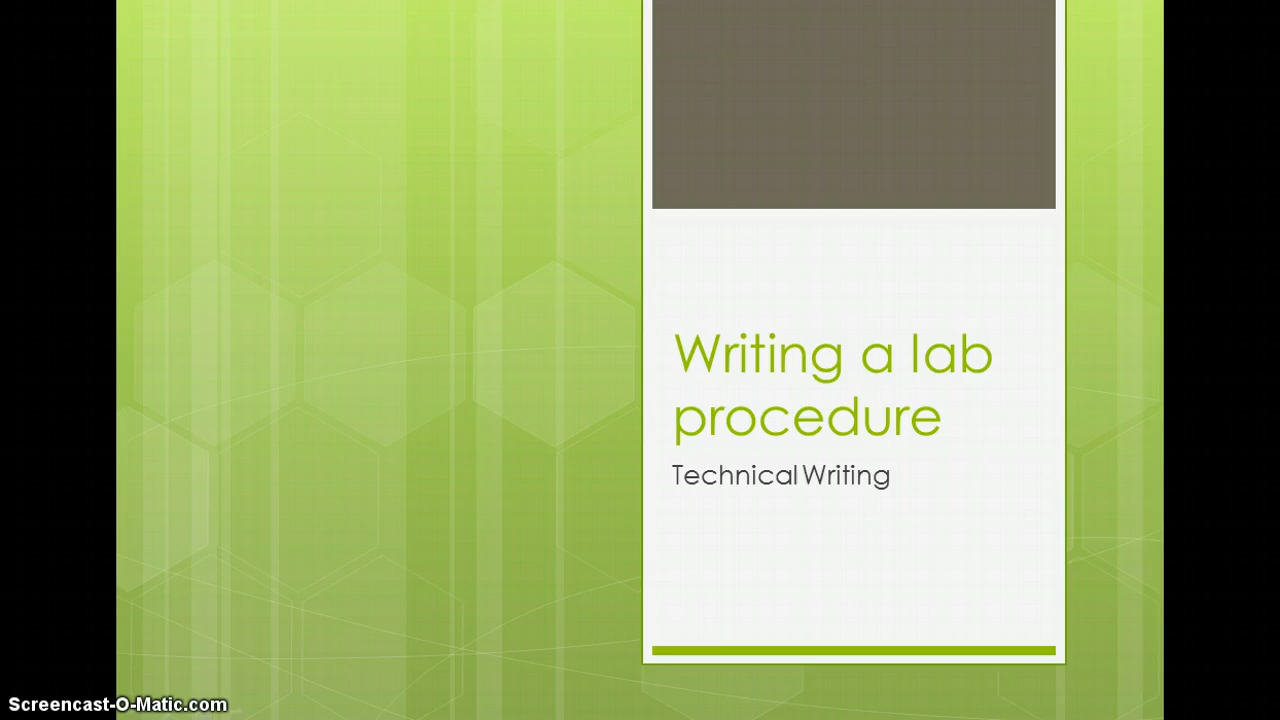 Writing a lab
procedure
Technical Writing
Screencast-O-Matic.com